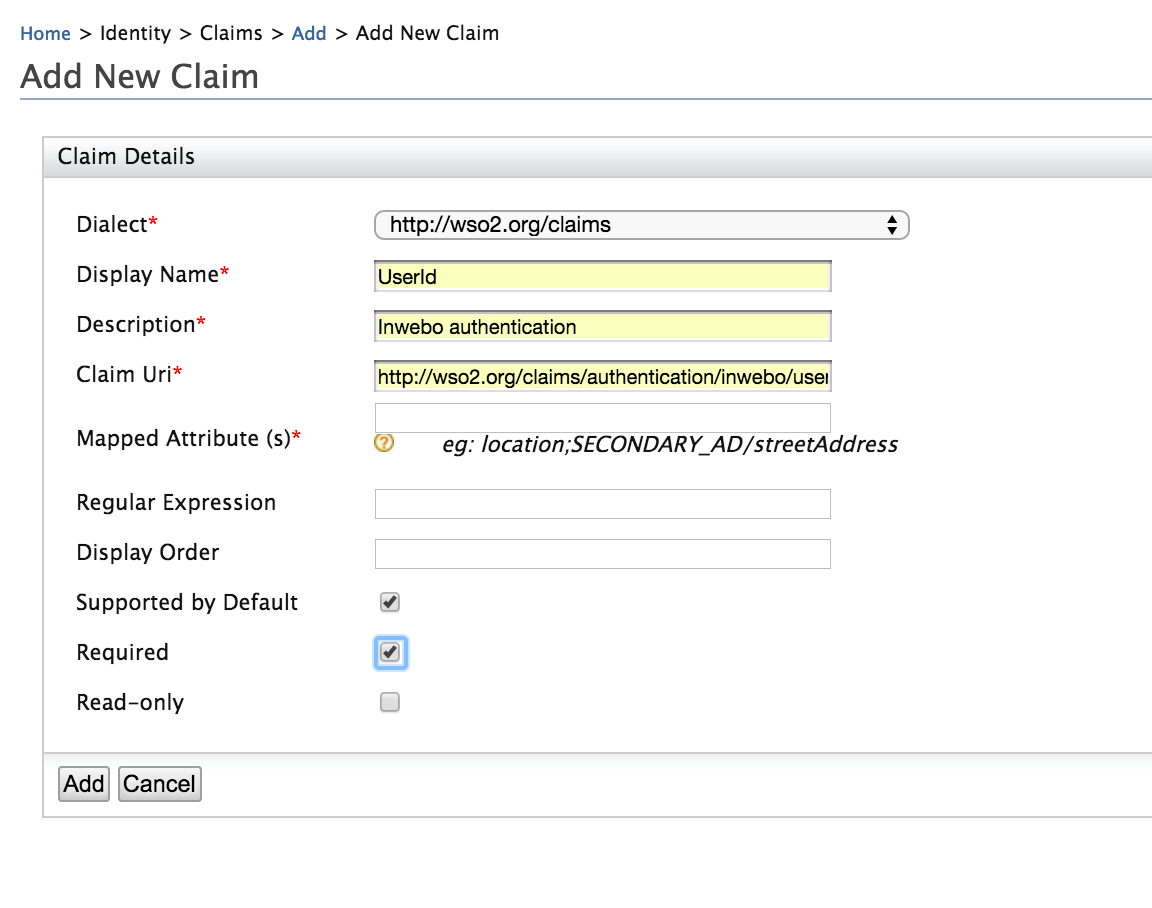 Home > Identity > Claims > Add > Add New Claim
Add New Claim
Claim Details
Dialect* http://wso2.org/claims
Display Name* UserId
Description* Inwebo authentication
Claim Uri* http://wso2.org/claims/authentication/inwebo/user
Mapped Attribute (s)*
? eg: location;SECONDARY_AD/streetAddress
Regular Expression
Display Order
Supported by Default
Required
Read-only
Add Cancel